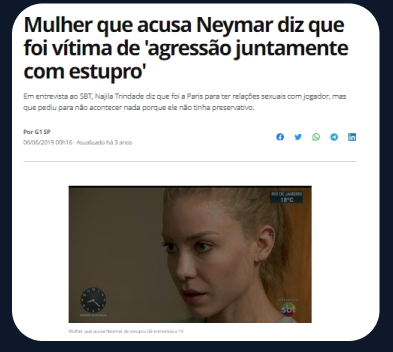 Mulher que acusa Neymar diz que
foi vítima de 'agressão juntamente
com estupro'
Em entrevista ao SBT, Najila Trindade diz que foi a Paris para ter relações sexuais com jogador, mas
que pediu para não acontecer nada porque ele não tinha preservativo.
Por G1 SP
06/06/2019 00h16 · Atualizado há 3 anos
RIO DE JANEIRO
18°C
sbt
Mulher que acusa Neymar de estupro dá entrevista a TV